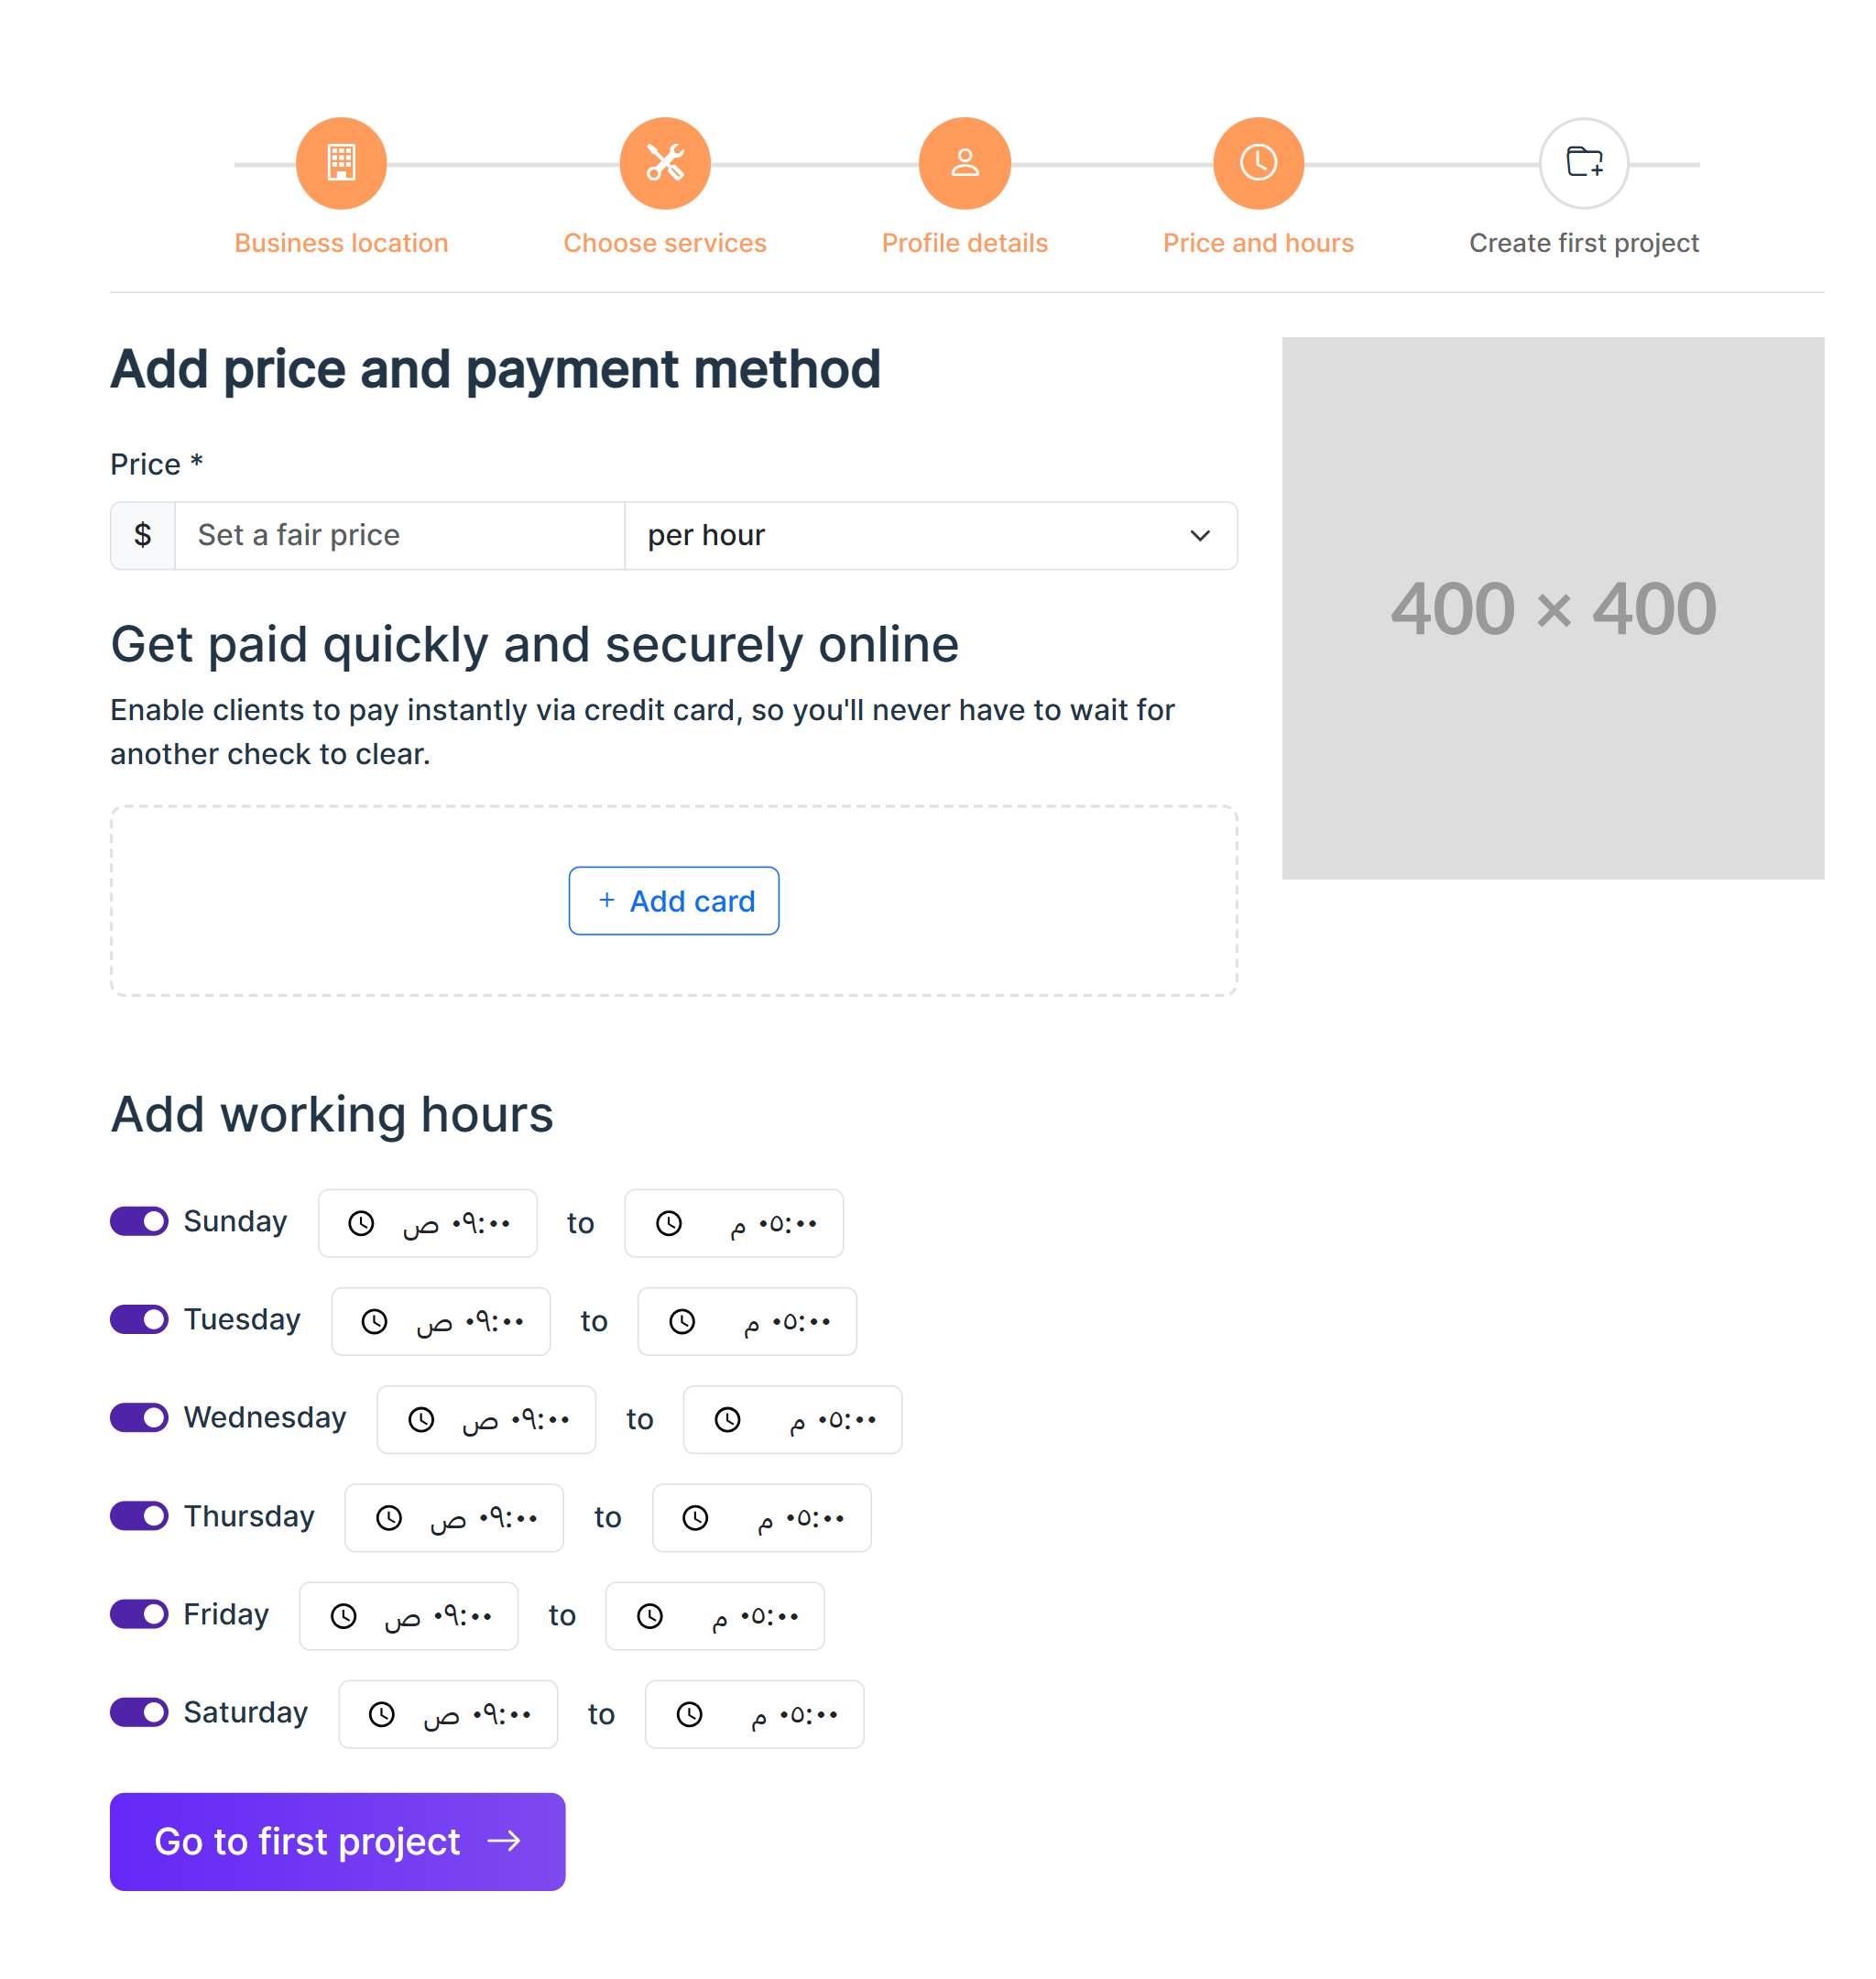 Business location
Choose services
Profile details
Price and hours
Create first project
Add price and payment method
Price *
$ Set a fair price per hour
Get paid quickly and securely online
Enable clients to pay instantly via credit card, so you'll never have to wait for
another check to clear.
+ Add card
400 × 400
Add working hours
Sunday ٠٩:٠٠ ص to ٠٥:٠٠ م
Tuesday ٠٩:٠٠ ص to ٠٥:٠٠ م
Wednesday ٠٩:٠٠ ص to ٠٥:٠٠ م
Thursday ٠٩:٠٠ ص to ٠٥:٠٠ م
Friday ٠٩:٠٠ ص to ٠٥:٠٠ م
Saturday ٠٩:٠٠ ص to ٠٥:٠٠ م
Go to first project →